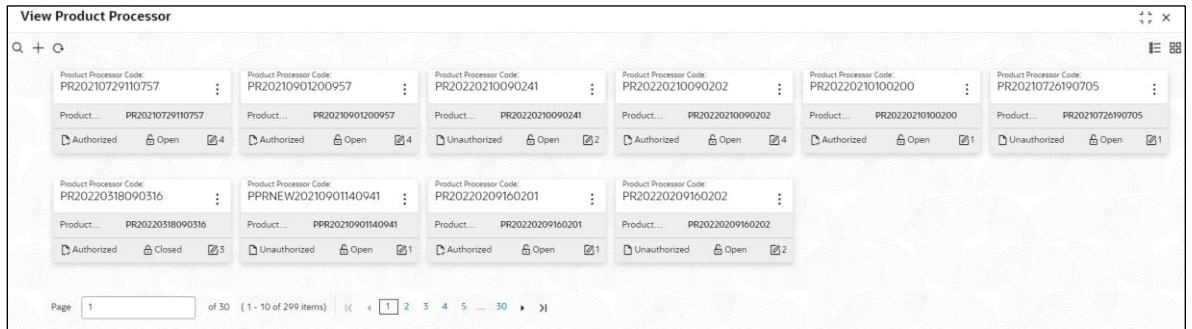 View Product Processor
Product Processor Code:
PR20210729110757
Product... PR20210729110757
Authorized Open 4
Product Processor Code:
PR20210901200957
Product... PR20210901200957
Authorized Open 4
Product Processor Code:
PR20220210090241
Product... PR20220210090241
Unauthorized Open 2
Product Processor Code:
PR20220210090202
Product... PR20220210090202
Authorized Open 4
Product Processor Code:
PR20220210100200
Product... PR20220210100200
Authorized Open 1
Product Processor Code:
PR20210726190705
Product... PR20210726190705
Unauthorized Open 1
Product Processor Code:
PR20220318090316
Product... PR20220318090316
Authorized Closed 3
Product Processor Code:
PPRNEW20210901140941
Product... PPR20210901140941
Unauthorized Open 1
Product Processor Code:
PR20220209160201
Product... PR20220209160201
Authorized Open 1
Product Processor Code:
PR20220209160202
Product... PR20220209160202
Unauthorized Open 2
Page 1 of 30 (1 - 10 of 299 items) 1 2 3 4 5 ... 30